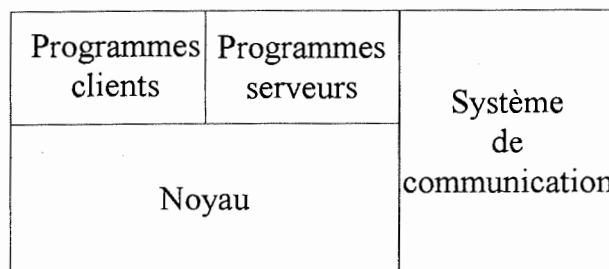 Programmes
clients
Programmes
serveurs
Système
de
communication
Noyau